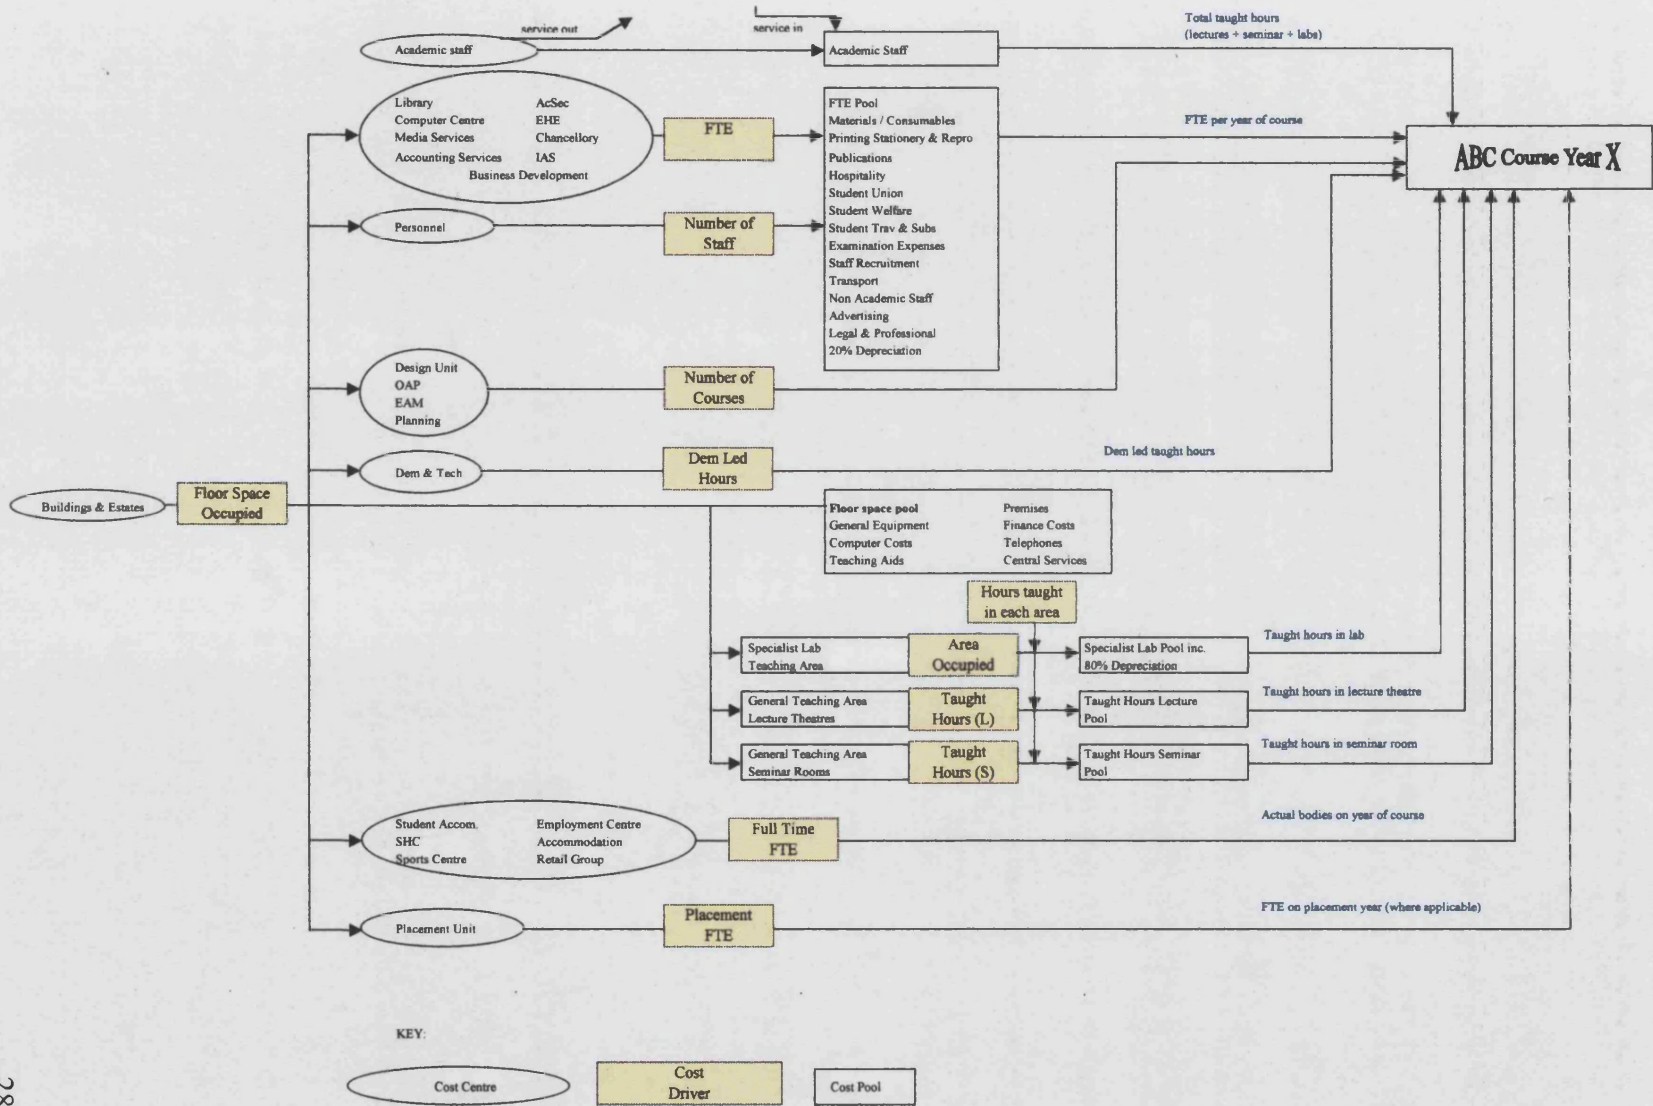 service out
service in
Total taught hours
(lectures + seminar + labs)
Academic staff
Academic Staff
Library
AcSec
Computer Centre
EHE
Media Services
Chancellory
Accounting Services
IAS
Business Development
FTE
FTE Pool
Materials / Consumables
Printing Stationery & Repro
Publications
Hospitality
Student Union
Student Welfare
Student Trav & Subs
Examination Expenses
Staff Recruitment
Transport
Non Academic Staff
Advertising
Legal & Professional
20% Depreciation
FTE per year of course
ABC Course Year X
Personnel
Number of
Staff
Design Unit
OAP
EAM
Planning
Number of
Courses
Dem & Tech
Dem Led
Hours
Dem led taught hours
Buildings & Estates
Floor Space
Occupied
Floor space pool
Premises
General Equipment
Finance Costs
Computer Costs
Telephones
Teaching Aids
Central Services
Hours taught
in each area
Specialist Lab
Teaching Area
Area
Occupied
Specialist Lab Pool inc.
80% Depreciation
Taught hours in lab
General Teaching Area
Lecture Theatres
Taught
Hours (L)
Taught Hours Lecture
Pool
Taught hours in lecture theatre
General Teaching Area
Seminar Rooms
Taught
Hours (S)
Taught Hours Seminar
Pool
Taught hours in seminar room
Student Accom.
Employment Centre
SHC
Accommodation
Sports Centre
Retail Group
Full Time
FTE
Actual bodies on year of course
Placement Unit
Placement
FTE
FTE on placement year (where applicable)
KEY:
Cost Centre
Cost
Driver
Cost Pool
28